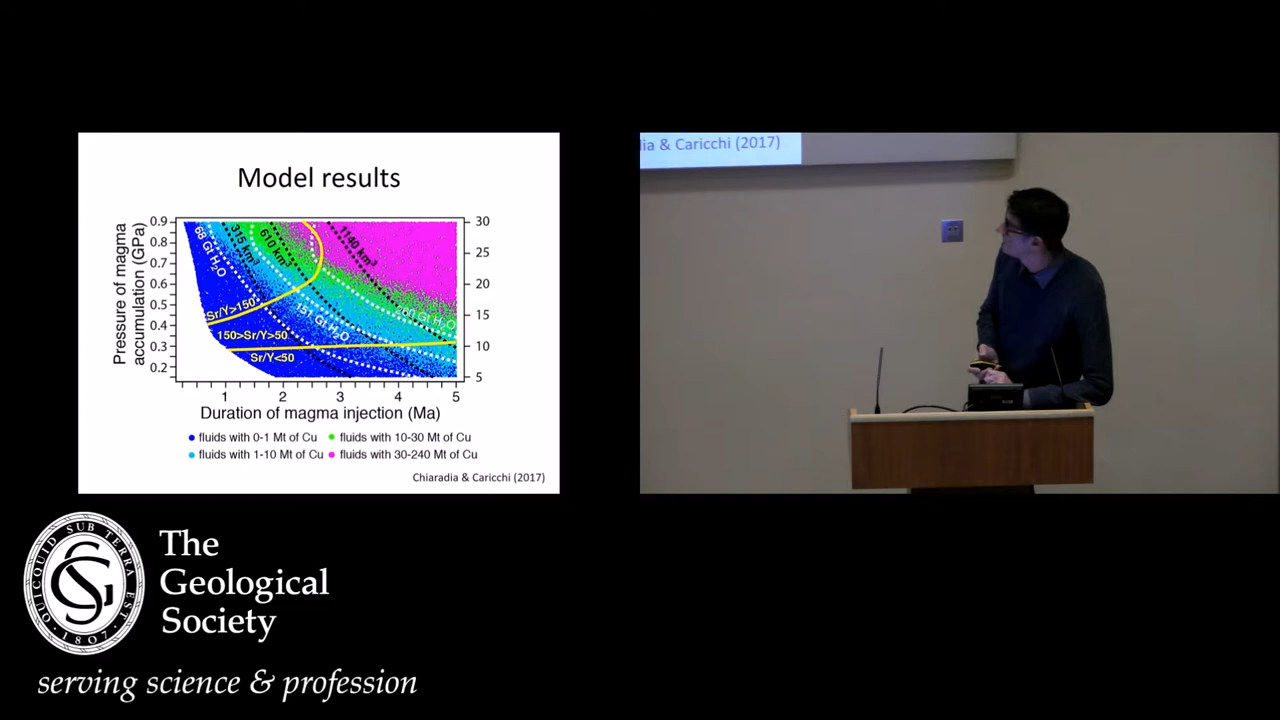 Model results
Pressure of magma
accumulation (GPa)
0.9
0.8
0.7
0.6
0.5
0.4
0.3
0.2
30
25
20
15
10
5
68 Gt H2O
315 km3
610 km3
1140 km3
Sr/Y>150
151 Gt H2O
Gt H2O
150>Sr/Y>50
Sr/Y<50
1 2 3 4 5
Duration of magma injection (Ma)
fluids with 0-1 Mt of Cu
fluids with 10-30 Mt of Cu
fluids with 1-10 Mt of Cu
fluids with 30-240 Mt of Cu
Chiaradia & Caricchi (2017)
ia & Caricchi (2017)
QUICQUID SUB TERRA EST
1807
The
Geological
Society
serving science & profession